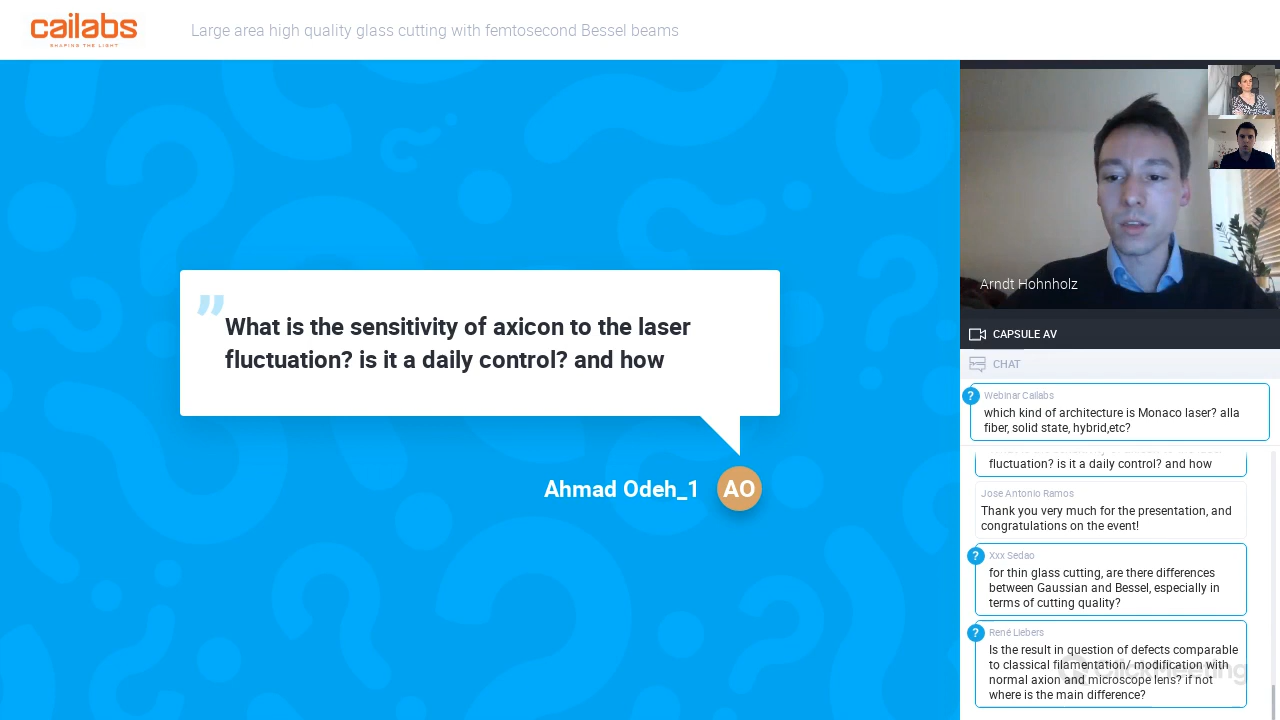 cailabs
SHAPING THE LIGHT
Large area high quality glass cutting with femtosecond Bessel beams
What is the sensitivity of axicon to the laser
fluctuation? is it a daily control? and how
Ahmad Odeh_1
AO
Arndt Hohnholz
CAPSULE AV
CHAT
?
Webinar Cailabs
which kind of architecture is Monaco laser? alla
fiber, solid state, hybrid,etc?
fluctuation? is it a daily control? and how
Jose Antonio Ramos
Thank you very much for the presentation, and
congratulations on the event!
?
Xxx Sedao
for thin glass cutting, are there differences
between Gaussian and Bessel, especially in
terms of cutting quality?
?
René Liebers
Is the result in question of defects comparable
to classical filamentation/ modification with
normal axion and microscope lens? if not
where is the main difference?
ClickMeeting